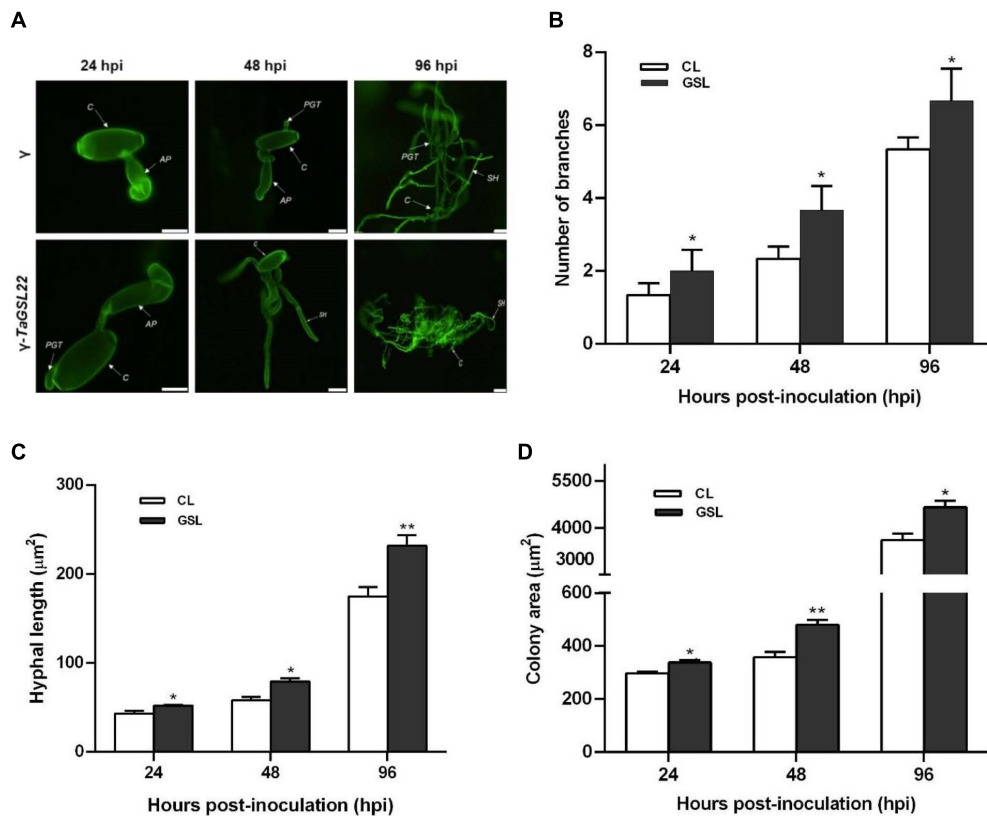 A
24 hpi 48 hpi 96 hpi
γ
C
AP
PGT
C
AP
PGT
SH
C
γ-TaGSL22
AP
PGT
C
C
SH
SH
C
B
CL
GSL
Number of branches
8
6
4
2
0
* * *
24 48 96
Hours post-inoculation (hpi)
C
CL
GSL
Hyphal length (μm²)
300
200
100
0
* * **
24 48 96
Hours post-inoculation (hpi)
D
CL
GSL
Colony area (μm²)
5500
4000
3000
600
400
200
0
* ** *
24 48 96
Hours post-inoculation (hpi)